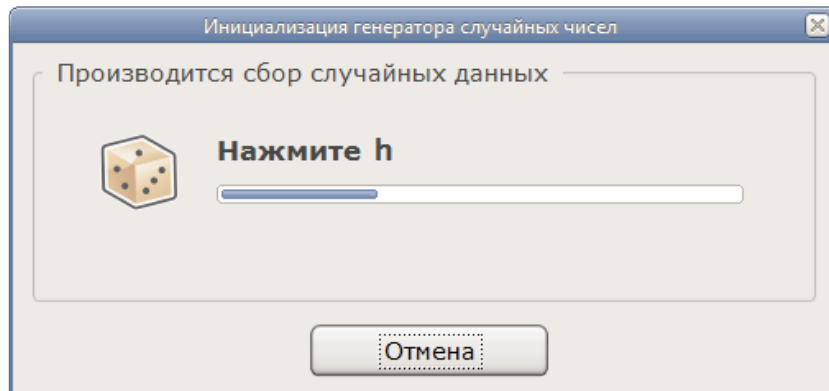 Инициализация генератора случайных чисел
Производится сбор случайных данных
Нажмите h
Отмена